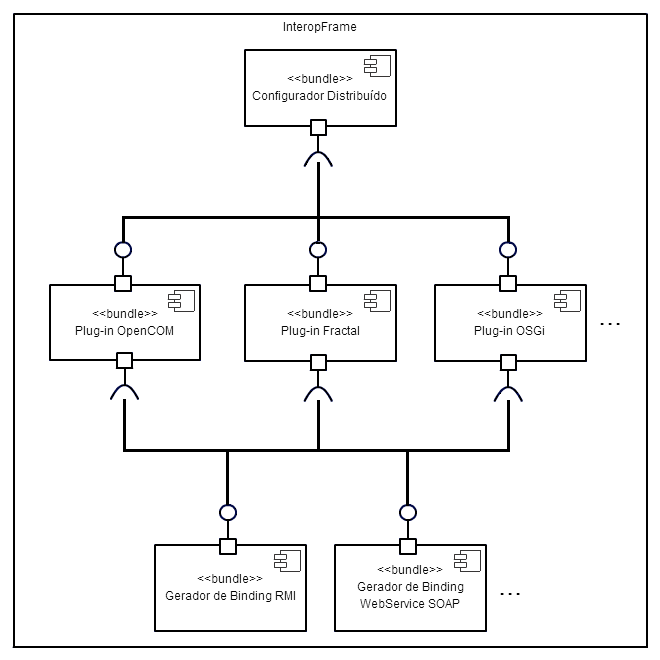 InteropFrame
<<bundle>>
Configurador Distribuído
<<bundle>>
Plug-in OpenCOM
<<bundle>>
Plug-in Fractal
<<bundle>>
Plug-in OSGi
...
<<bundle>>
Gerador de Binding RMI
<<bundle>>
Gerador de Binding
WebService SOAP
...